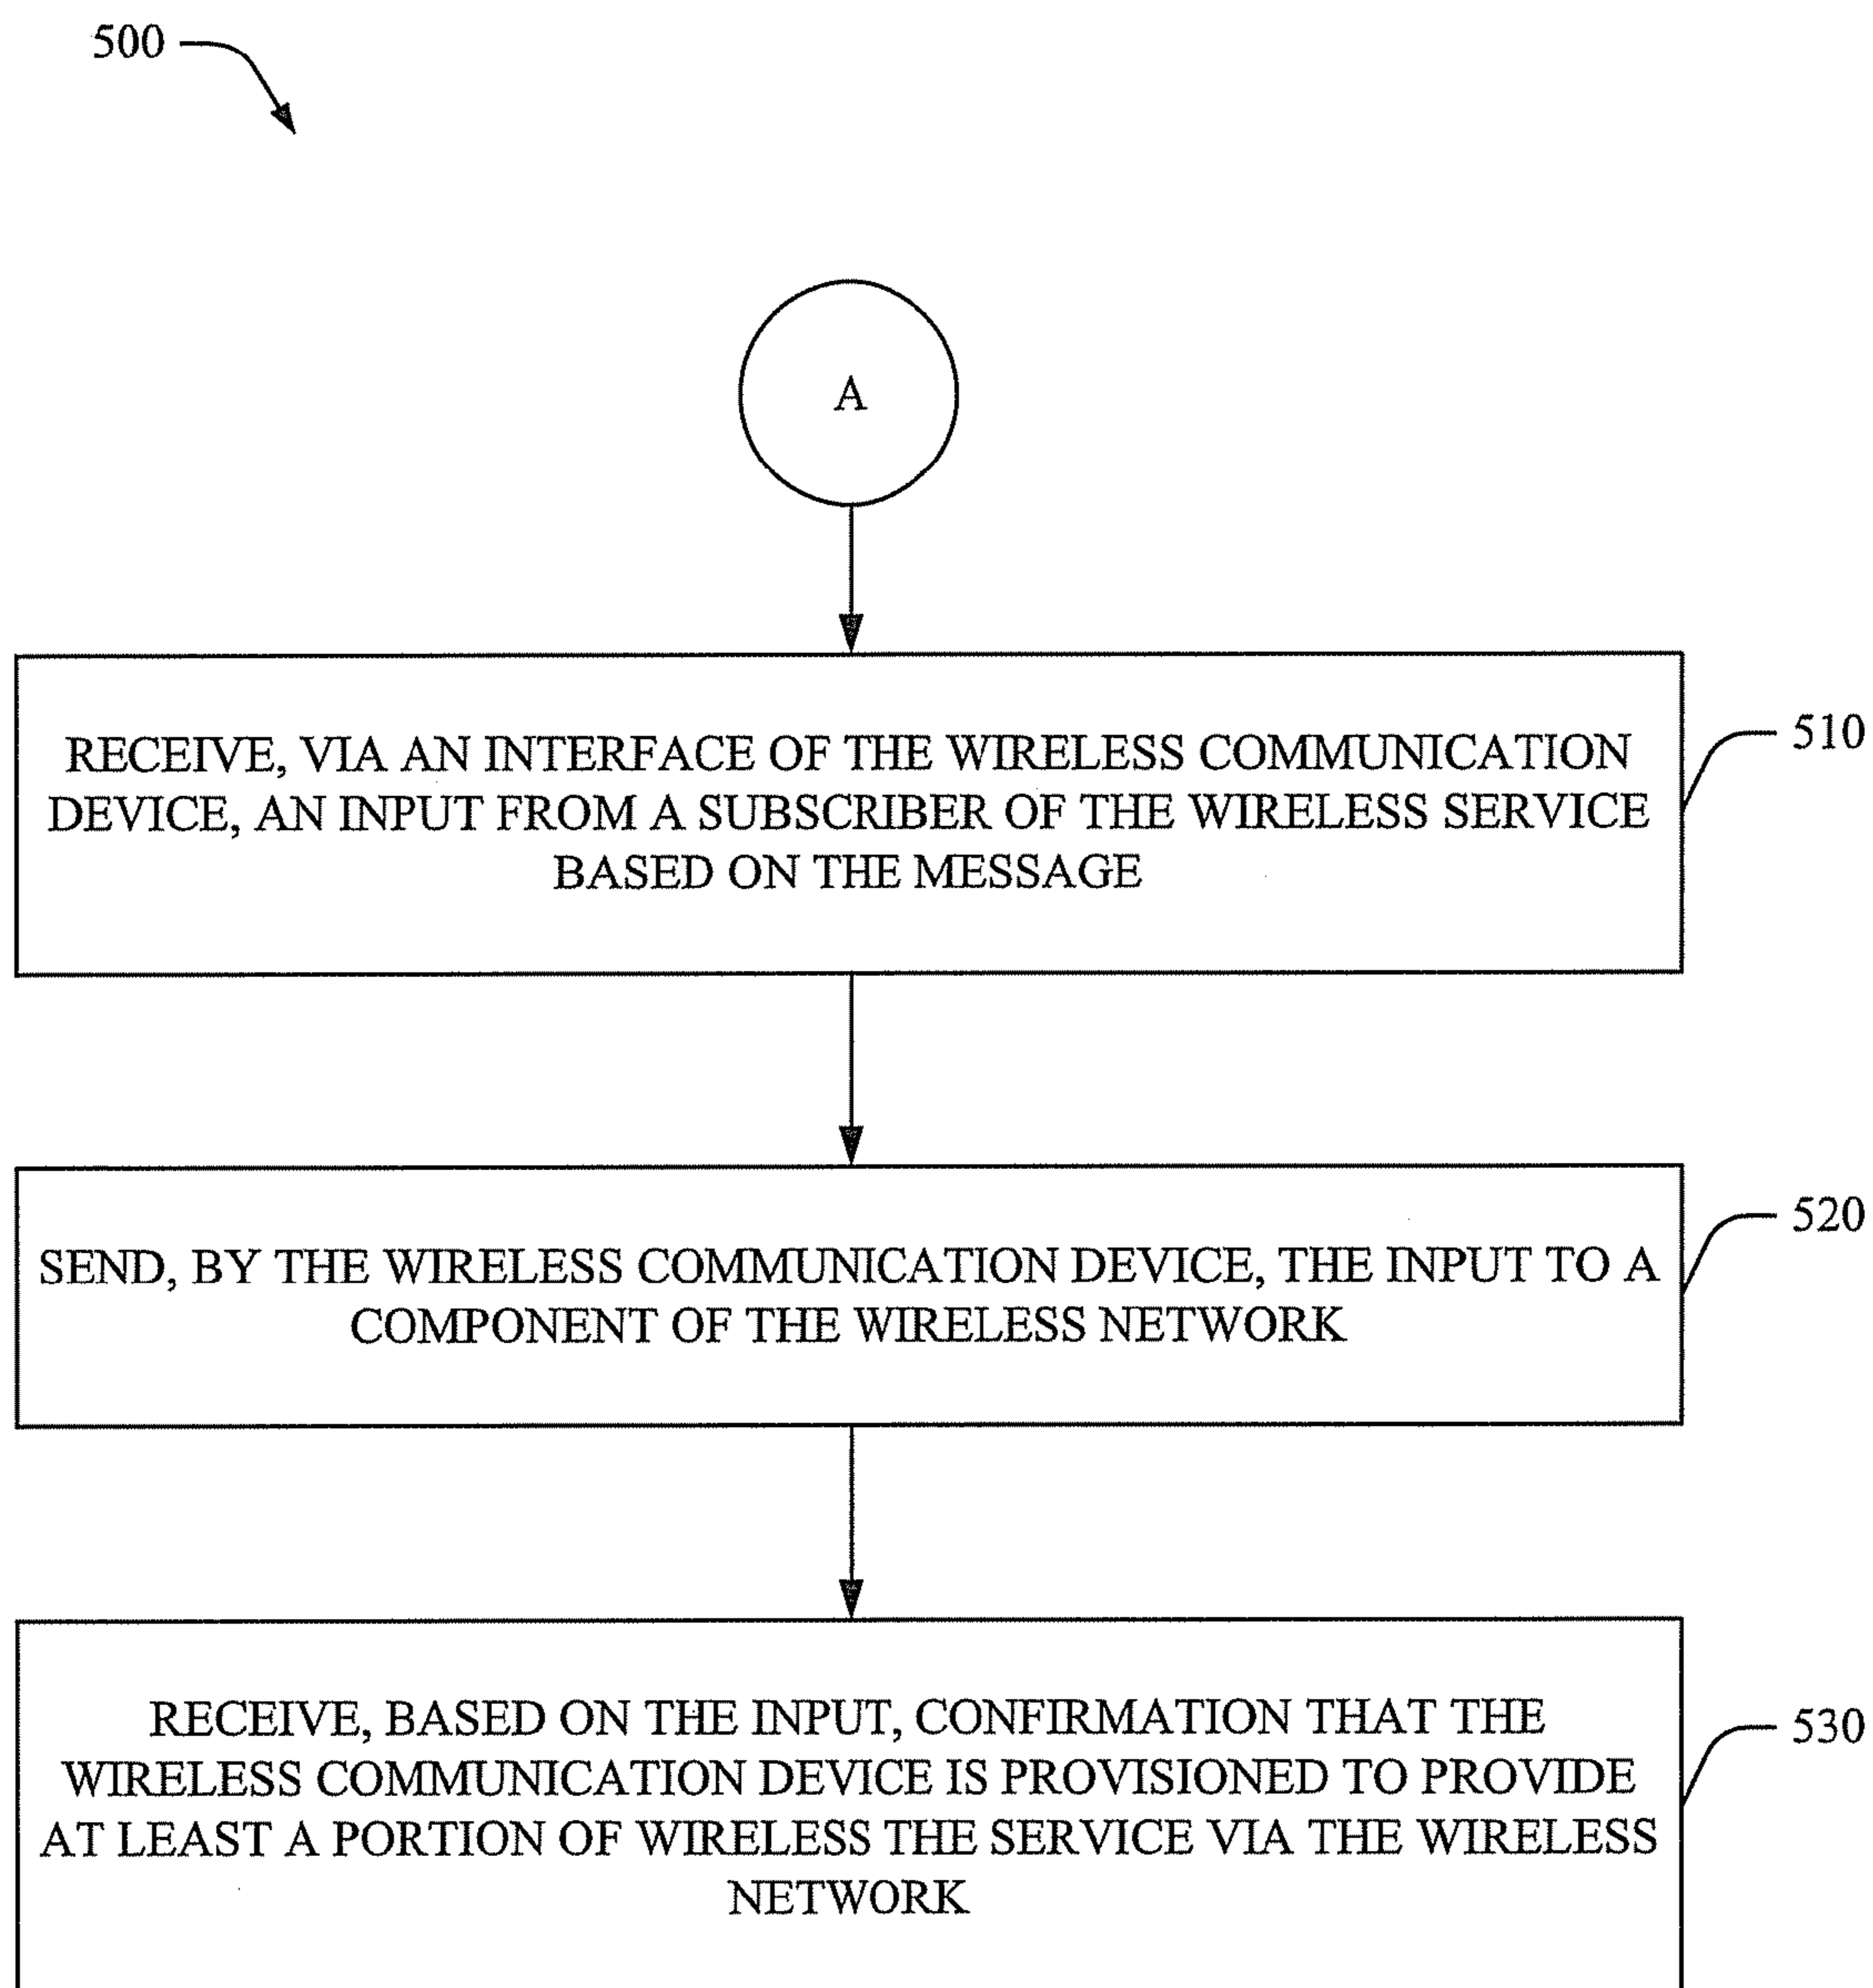 500
A
RECEIVE, VIA AN INTERFACE OF THE WIRELESS COMMUNICATION
DEVICE, AN INPUT FROM A SUBSCRIBER OF THE WIRELESS SERVICE
BASED ON THE MESSAGE
510
SEND, BY THE WIRELESS COMMUNICATION DEVICE, THE INPUT TO A
COMPONENT OF THE WIRELESS NETWORK
520
RECEIVE, BASED ON THE INPUT, CONFIRMATION THAT THE
WIRELESS COMMUNICATION DEVICE IS PROVISIONED TO PROVIDE
AT LEAST A PORTION OF WIRELESS THE SERVICE VIA THE WIRELESS
NETWORK
530